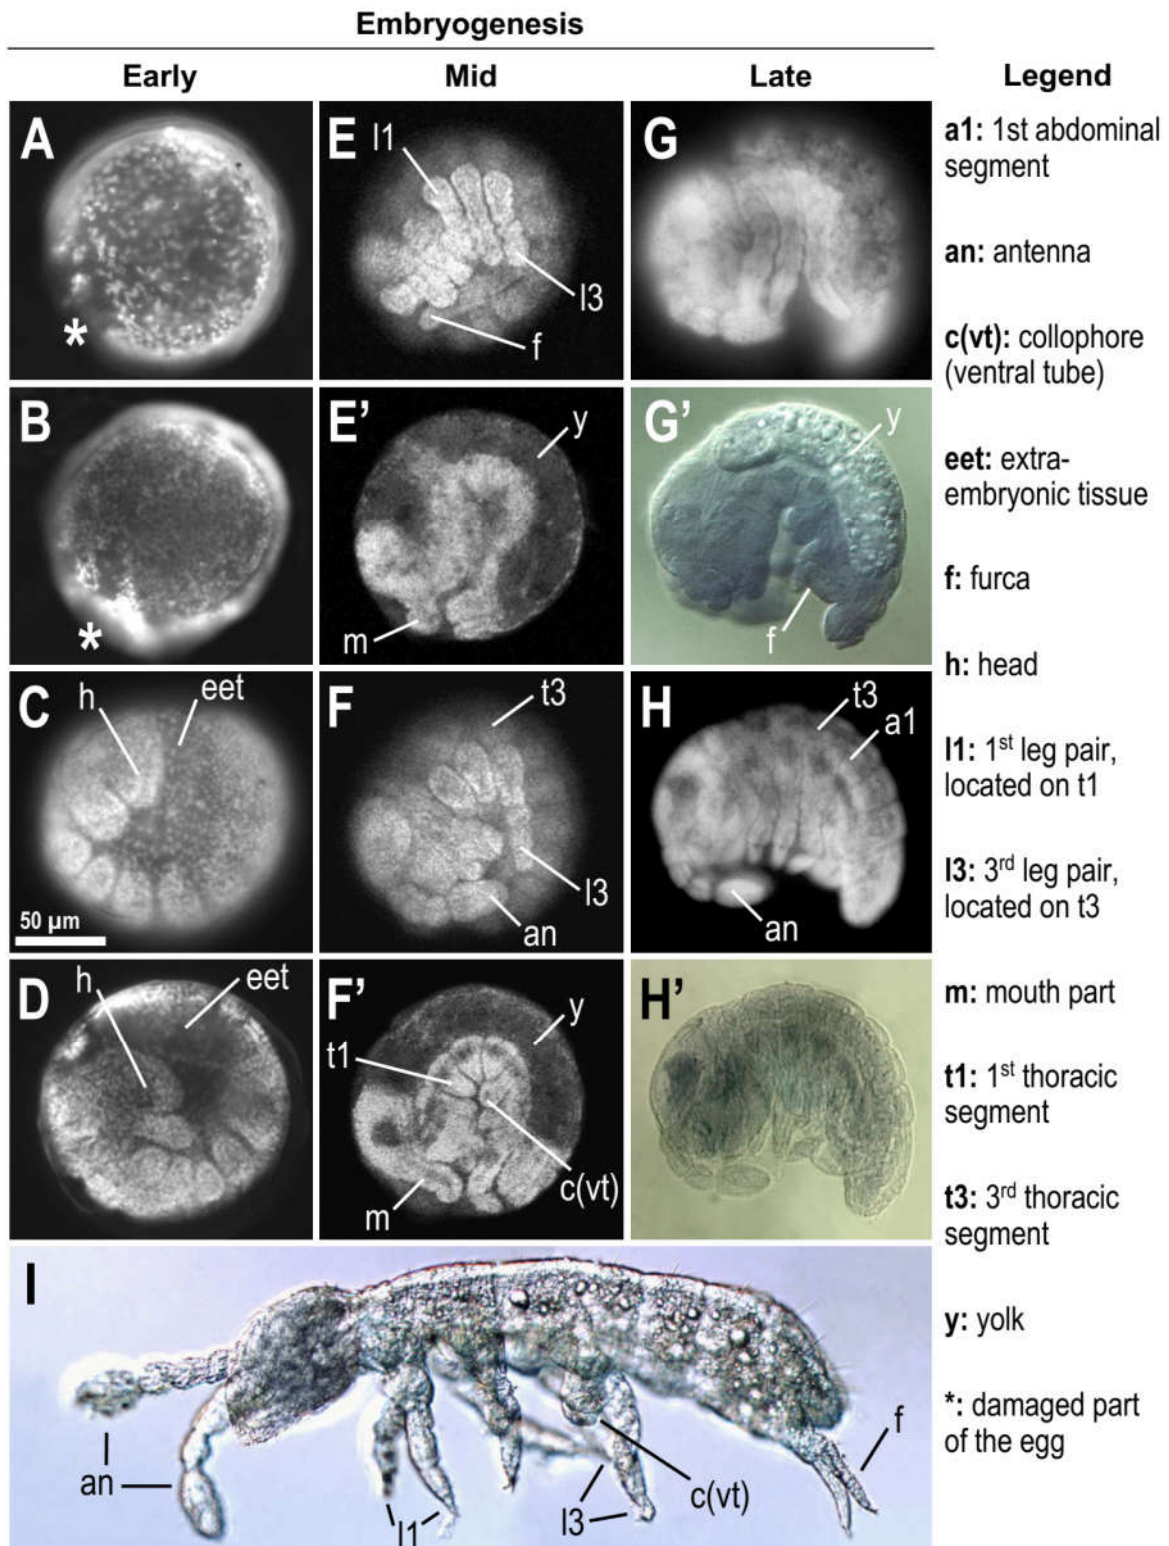 Embryogenesis
Early Mid Late Legend
A
*
E
l1
l3
f
G
B
*
E’
y
m
G’
y
f
C
h
eet
50 µm
F
t3
l3
an
H
t3
a1
an
D
h
eet
F’
t1
y
c(vt)
m
H’
I
an
l1
l3
c(vt)
f
a1: 1st abdominal
segment
an: antenna
c(vt): collophore
(ventral tube)
eet: extra-
embryonic tissue
f: furca
h: head
l1: 1st leg pair,
located on t1
l3: 3rd leg pair,
located on t3
m: mouth part
t1: 1st thoracic
segment
t3: 3rd thoracic
segment
y: yolk
*: damaged part
of the egg